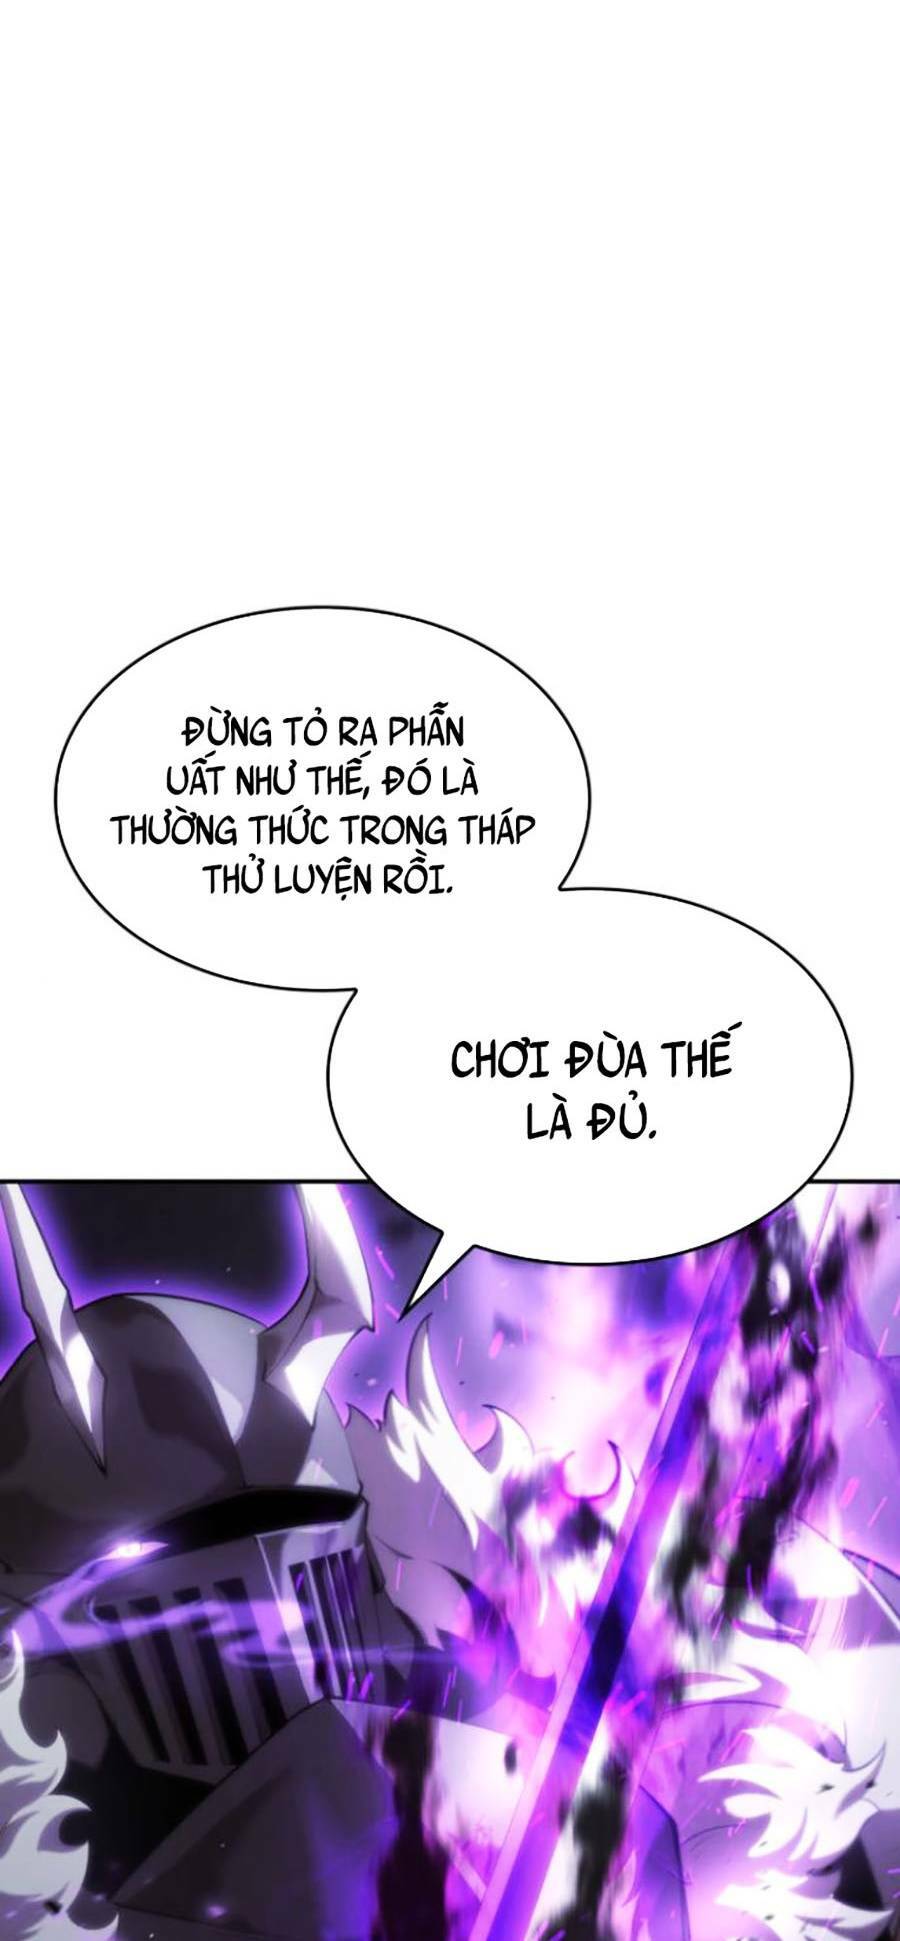 ĐỪNG TỎ RA PHẪN
UẤT NHƯ THẾ, ĐÓ LÀ
THƯỜNG THỨC TRONG THÁP
THỬ LUYỆN RỒI.
CHƠI ĐÙA THẾ
LÀ ĐỦ.